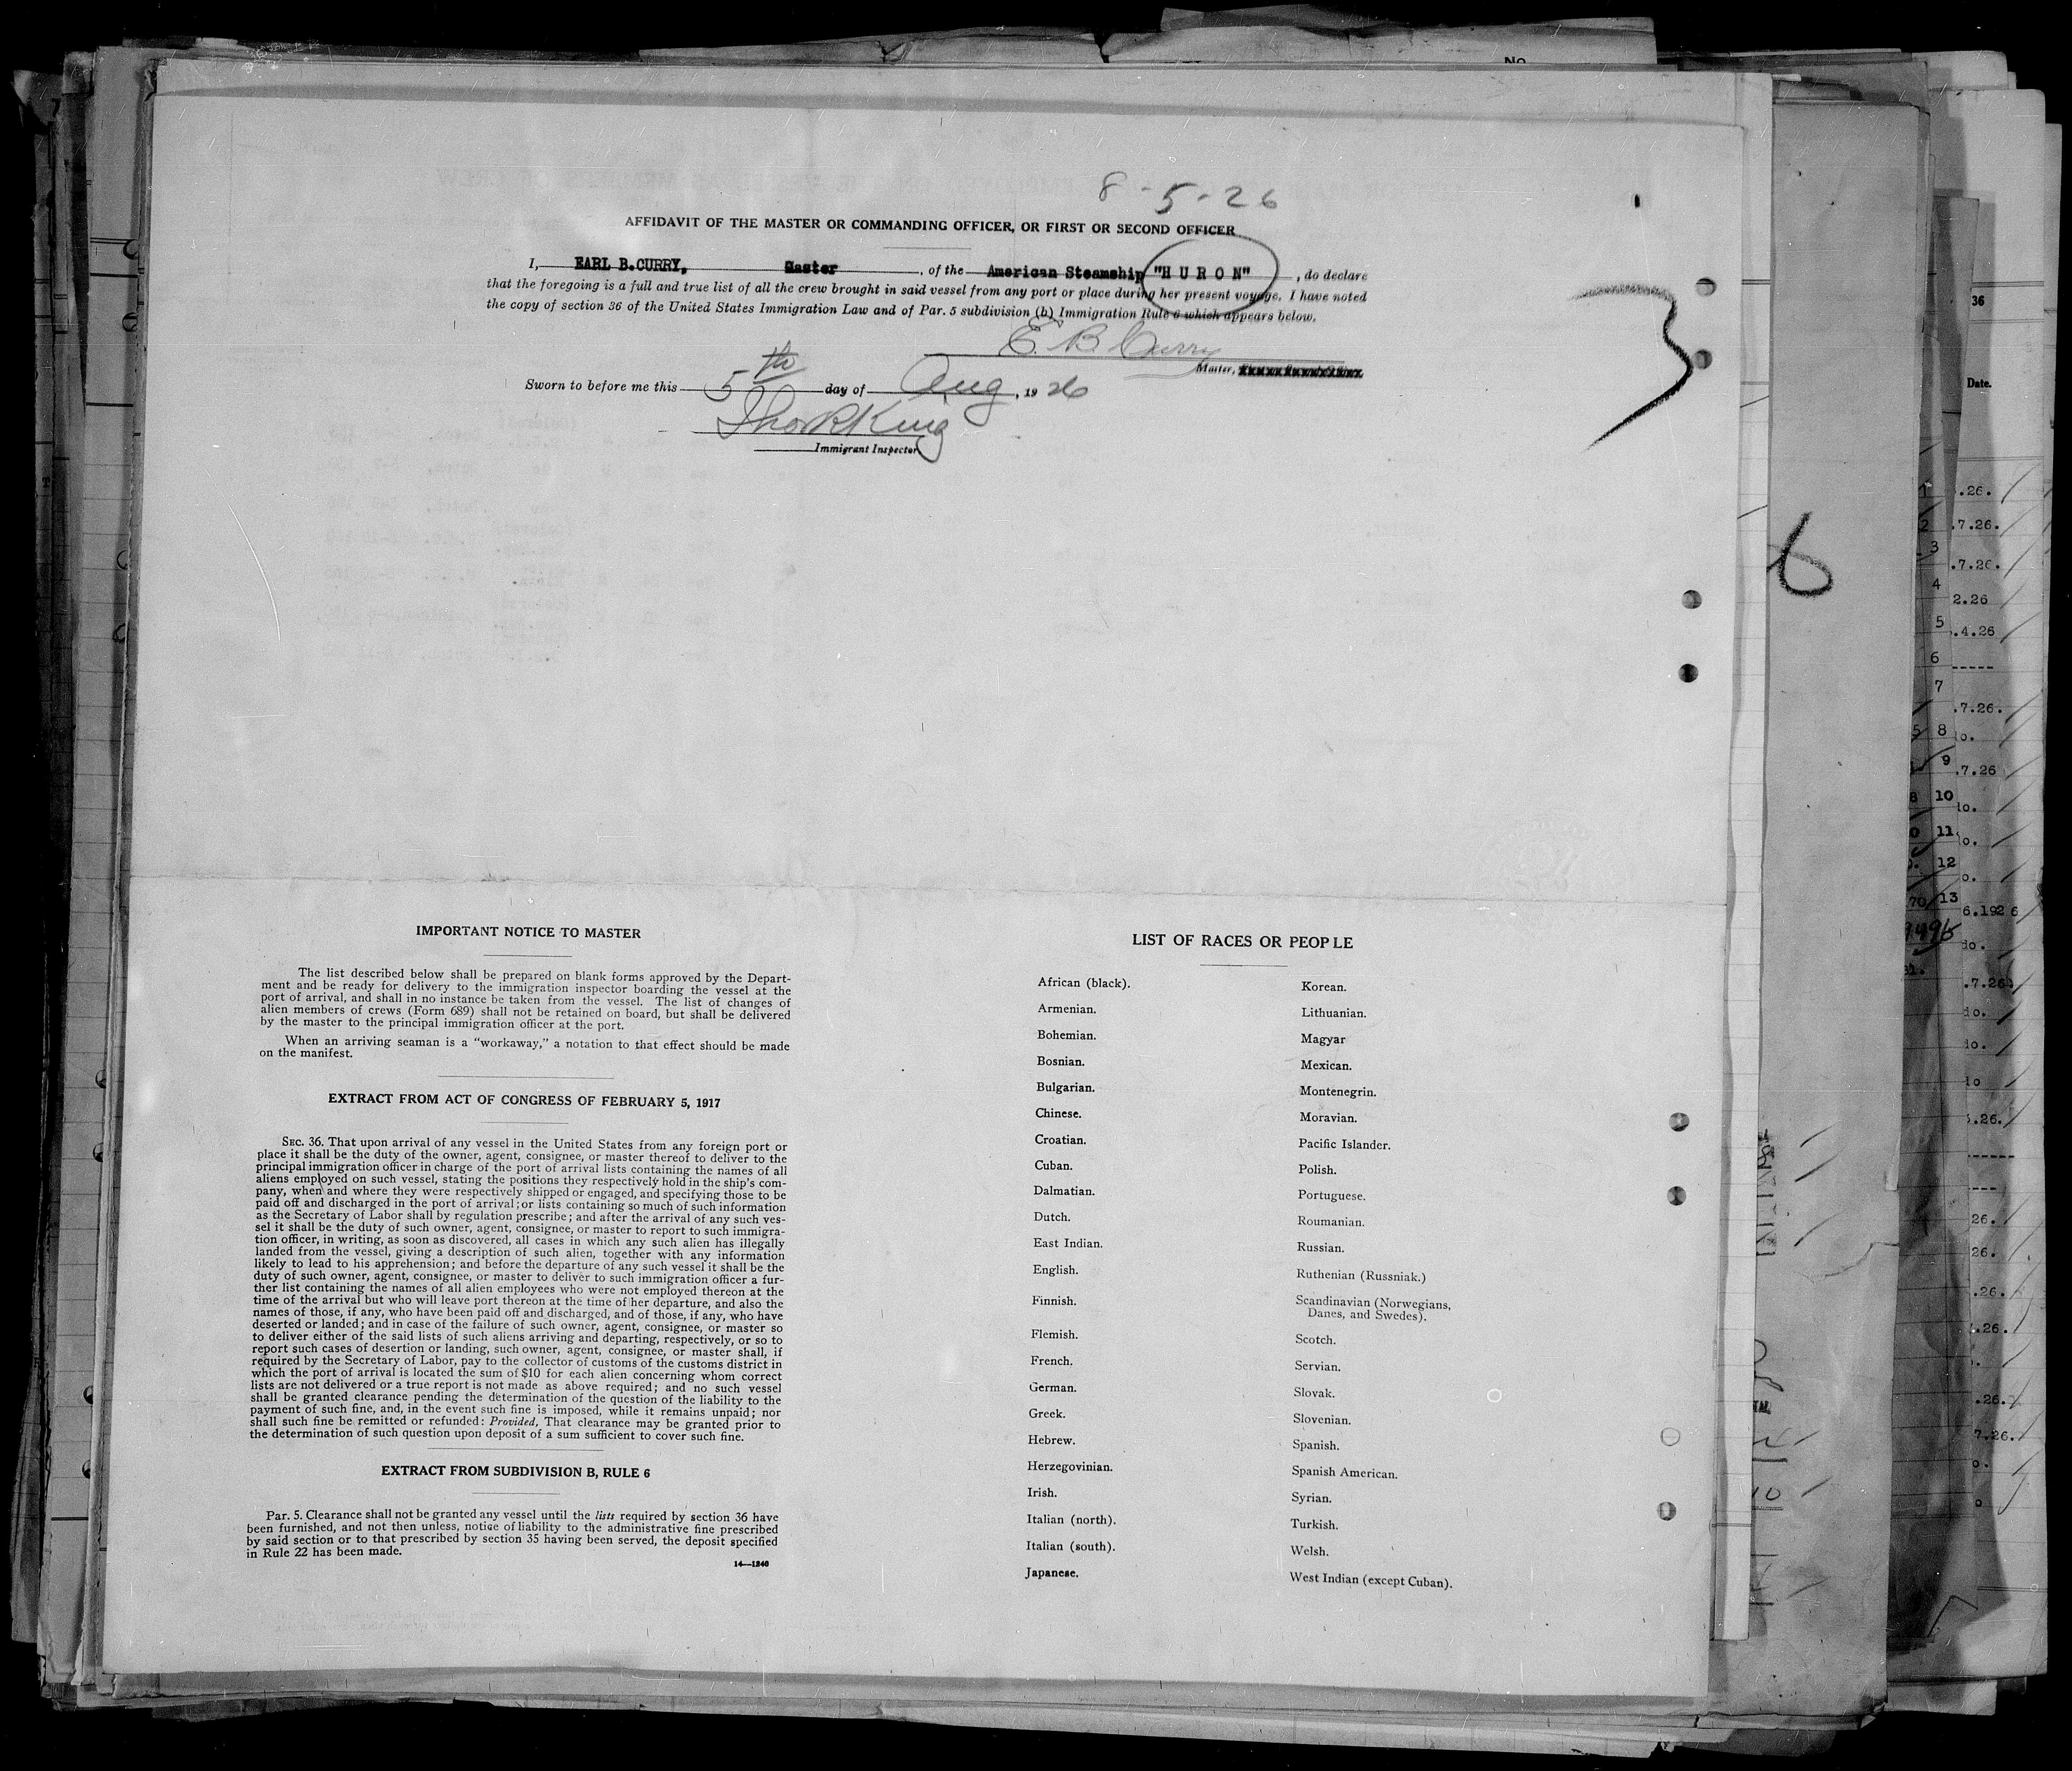 8-5-26
AFFIDAVIT OF THE MASTER OR COMMANDING OFFICER, OR FIRST OR SECOND OFFICER
I, EARL B.CURRY, Master, of the American Steamship "H U R O N", do declare
that the foregoing is a full and true list of all the crew brought in said vessel from any port or place during her present voyage. I have noted
the copy of section 36 of the United States Immigration Law and of Par. 5 subdivision (b) Immigration Rule 6 which appears below.
E. B. Curry
Master,
Sworn to before me this 5th day of Aug, 1926
King
Immigrant Inspector
IMPORTANT NOTICE TO MASTER
The list described below shall be prepared on blank forms approved by the Depart-
ment and be ready for delivery to the immigration inspector boarding the vessel at the
port of arrival, and shall in no instance be taken from the vessel. The list of changes of
alien members of crews (Form 689) shall not be retained on board, but shall be delivered
by the master to the principal immigration officer at the port.
When an arriving seaman is a "workaway," a notation to that effect should be made
on the manifest.
EXTRACT FROM ACT OF CONGRESS OF FEBRUARY 5, 1917
SEC. 36. That upon arrival of any vessel in the United States from any foreign port or
place it shall be the duty of the owner, agent, consignee, or master thereof to deliver to the
principal immigration officer in charge of the port of arrival lists containing the names of all
aliens employed on such vessel, stating the positions they respectively hold in the ship's com-
pany, when and where they were respectively shipped or engaged, and specifying those to be
paid off and discharged in the port of arrival; or lists containing so much of such information
as the Secretary of Labor shall by regulation prescribe; and after the arrival of any such ves-
sel it shall be the duty of such owner, agent, consignee, or master to report to such immigra-
tion officer, in writing, as soon as discovered, all cases in which any such alien has illegally
landed from the vessel, giving a description of such alien, together with any information
likely to lead to his apprehension; and before the departure of any such vessel it shall be the
duty of such owner, agent, consignee, or master to deliver to such immigration officer a fur-
ther list containing the names of all alien employees who were not employed thereon at the
time of the arrival but who will leave port thereon at the time of her departure, and also the
names of those, if any, who have been paid off and discharged, and of those, if any, who have
deserted or landed; and in case of the failure of such owner, agent, consignee, or master so
to deliver either of the said lists of such aliens arriving and departing, respectively, or so to
report such cases of desertion or landing, such owner, agent, consignee, or master shall, if
required by the Secretary of Labor, pay to the collector of customs of the customs district in
which the port of arrival is located the sum of $10 for each alien concerning whom correct
lists are not delivered or a true report is not made as above required; and no such vessel
shall be granted clearance pending the determination of the question of the liability to the
payment of such fine, and, in the event such fine is imposed, while it remains unpaid; nor
shall such fine be remitted or refunded: Provided, That clearance may be granted prior to
the determination of such question upon deposit of a sum sufficient to cover such fine.
EXTRACT FROM SUBDIVISION B, RULE 6
Par. 5. Clearance shall not be granted any vessel until the lists required by section 36 have
been furnished, and not then unless, notice of liability to the administrative fine prescribed
by said section or to that prescribed by section 35 having been served, the deposit specified
in Rule 22 has been made.
14—1240
LIST OF RACES OR PEOPLE
African (black).
Armenian.
Bohemian.
Bosnian.
Bulgarian.
Chinese.
Croatian.
Cuban.
Dalmatian.
Dutch.
East Indian.
English.
Finnish.
Flemish.
French.
German.
Greek.
Hebrew.
Herzegovinian.
Irish.
Italian (north).
Italian (south).
Japanese.
Korean.
Lithuanian.
Magyar
Mexican.
Montenegrin.
Moravian.
Pacific Islander.
Polish.
Portuguese.
Roumanian.
Russian.
Ruthenian (Russniak.)
Scandinavian (Norwegians,
Danes, and Swedes).
Scotch.
Servian.
Slovak.
Slovenian.
Spanish.
Spanish American.
Syrian.
Turkish.
Welsh.
West Indian (except Cuban).
No
6
36
Date.